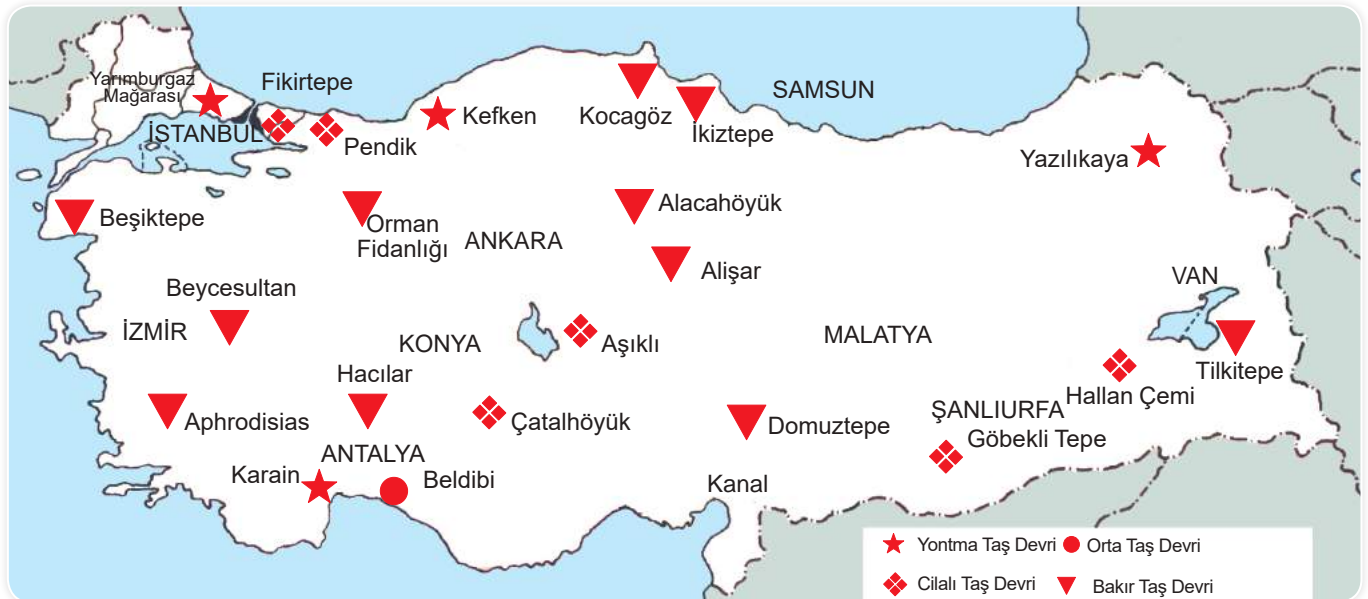 Yarımburgaz
Mağarası
Fikirtepe
İSTANBUL
Pendik
Kefken
Kocagöz
İkiztepe
SAMSUN
Yazılıkaya
Beşiktepe
Orman
Fidanlığı
ANKARA
Alacahöyük
Alişar
Beycesultan
İZMİR
VAN
KONYA
Aşıklı
MALATYA
Tilkitepe
Hacılar
Hallan Çemi
Aphrodisias
Çatalhöyük
Domuztepe
ŞANLIURFA
Göbekli Tepe
ANTALYA
Karain
Beldibi
Kanal
Yontma Taş Devri
Orta Taş Devri
Cilalı Taş Devri
Bakır Taş Devri